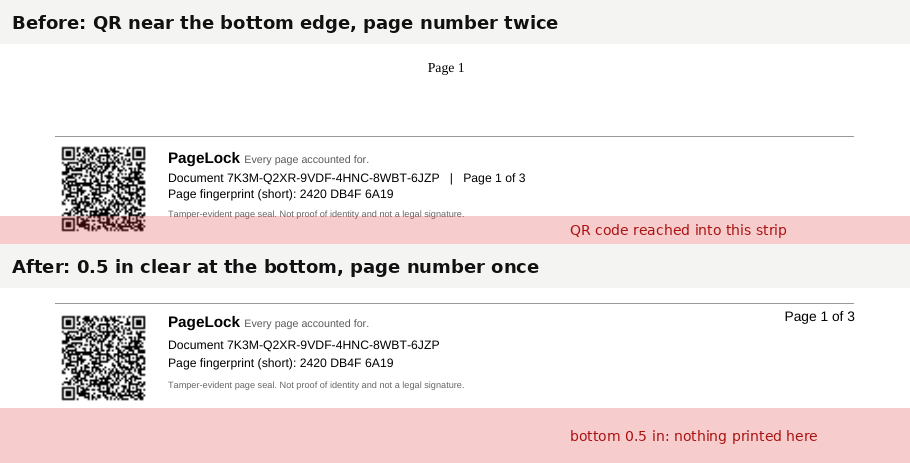 Before: QR near the bottom edge, page number twice
Page 1
PageLock Every page accounted for.
Document 7K3M-Q2XR-9VDF-4HNC-8WBT-6JZP | Page 1 of 3
Page fingerprint (short): 2420 DB4F 6A19
Tamper-evident page seal. Not proof of identity and not a legal signature.
QR code reached into this strip
After: 0.5 in clear at the bottom, page number once
Page 1 of 3
PageLock Every page accounted for.
Document 7K3M-Q2XR-9VDF-4HNC-8WBT-6JZP
Page fingerprint (short): 2420 DB4F 6A19
Tamper-evident page seal. Not proof of identity and not a legal signature.
bottom 0.5 in: nothing printed here